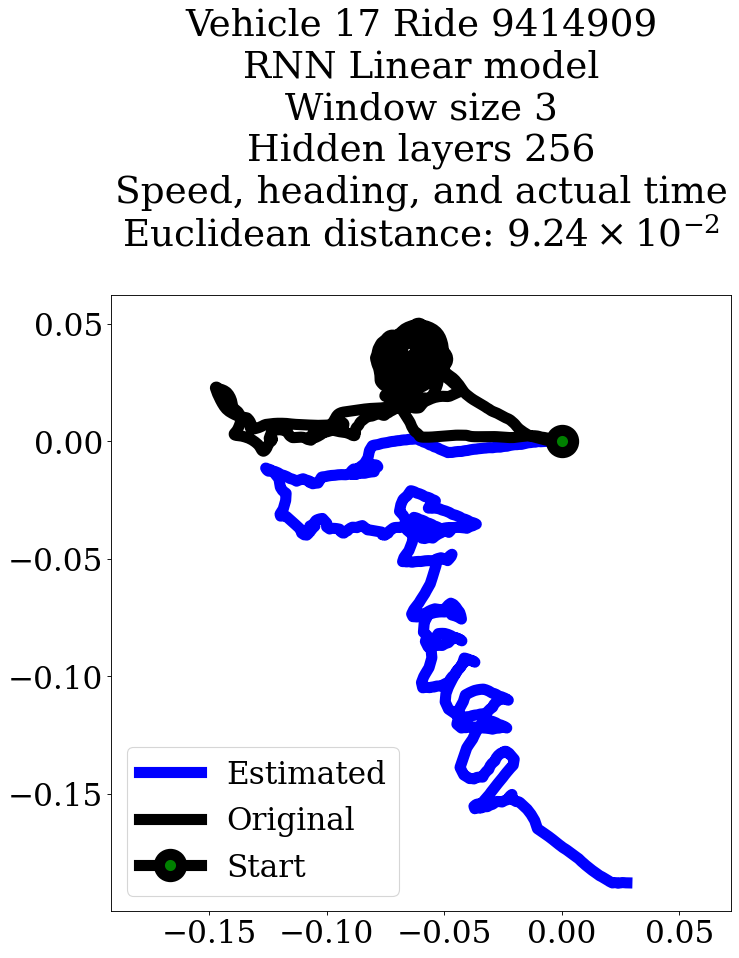 Vehicle 17 Ride 9414909
RNN Linear model
Window size 3
Hidden layers 256
Speed, heading, and actual time
Euclidean distance: 9.24 × 10⁻²
0.05
0.00
−0.05
−0.10
−0.15
Estimated
Original
Start
−0.15 −0.10 −0.05 0.00 0.05